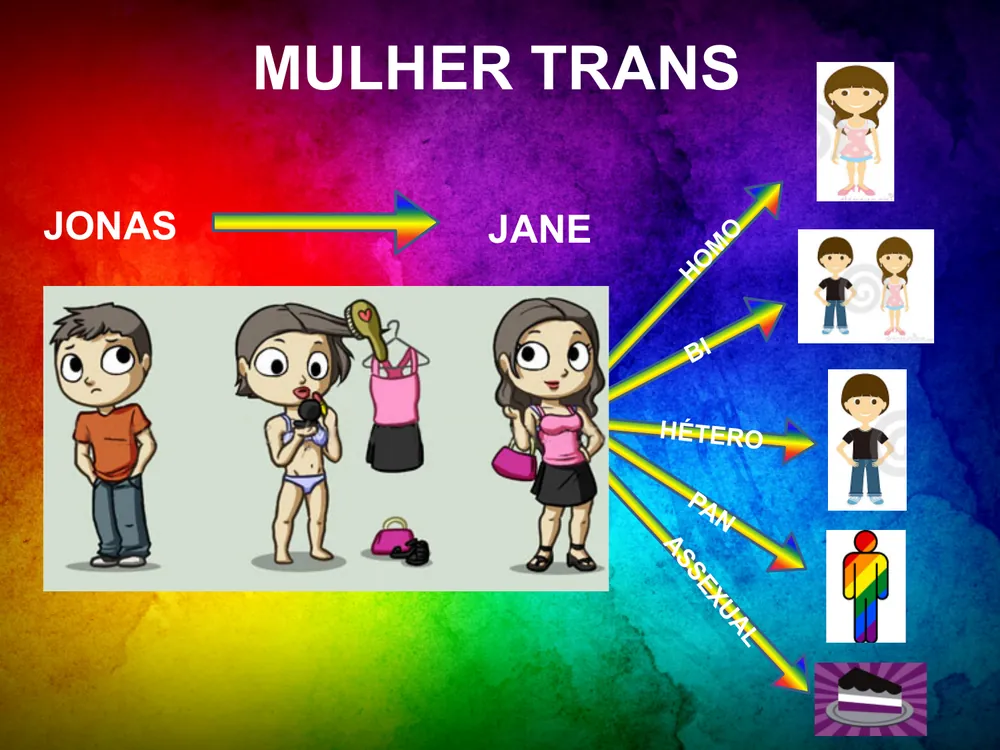 MULHER TRANS
JONAS
JANE
HOMO
BI
HÉTERO
PAN
ASSEXUAL